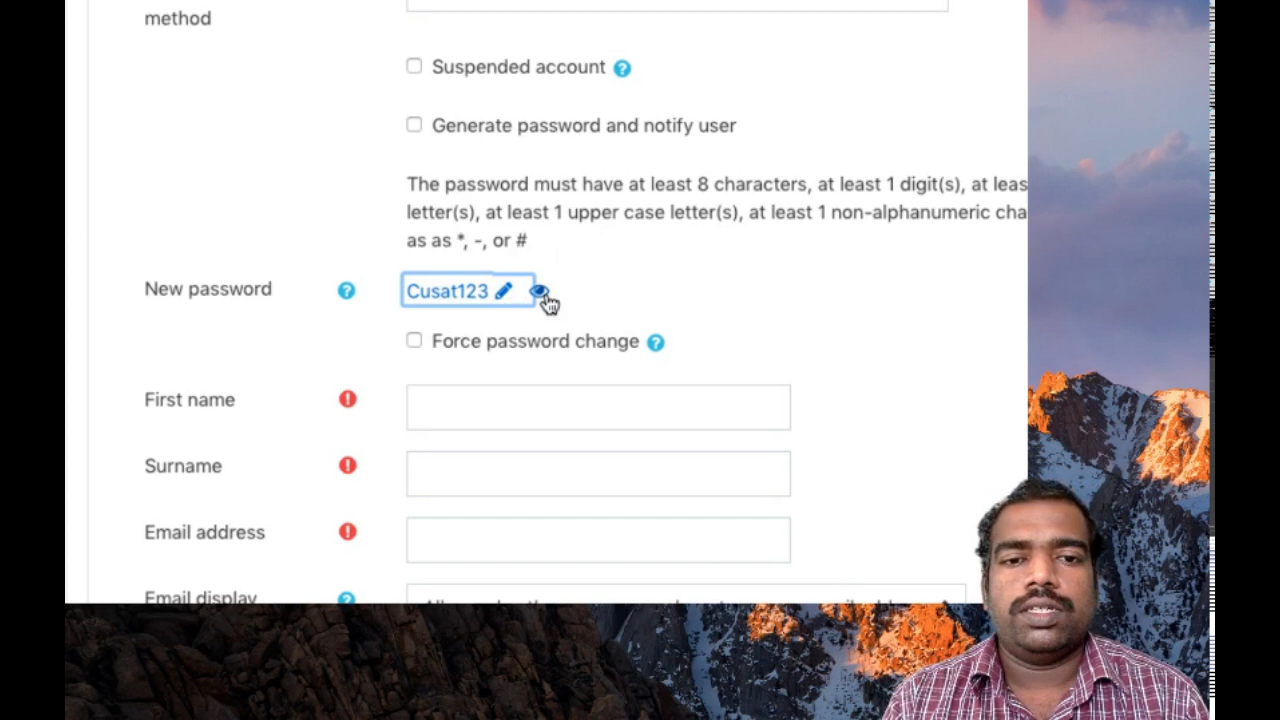 method
Suspended account
Generate password and notify user
The password must have at least 8 characters, at least 1 digit(s), at leas
letter(s), at least 1 upper case letter(s), at least 1 non-alphanumeric cha
as as *, -, or #
New password Cusat123
Force password change
First name
Surname
Email address
Email display